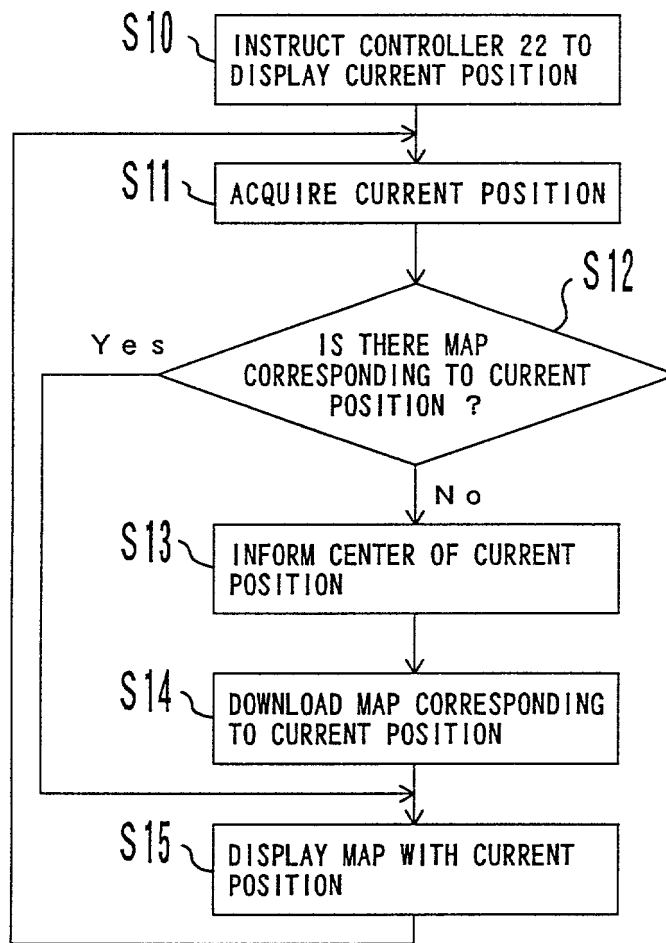 S10
INSTRUCT CONTROLLER 22 TO
DISPLAY CURRENT POSITION
S11
ACQUIRE CURRENT POSITION
S12
Yes
IS THERE MAP
CORRESPONDING TO CURRENT
POSITION ?
No
S13
INFORM CENTER OF CURRENT
POSITION
S14
DOWNLOAD MAP CORRESPONDING
TO CURRENT POSITION
S15
DISPLAY MAP WITH CURRENT
POSITION